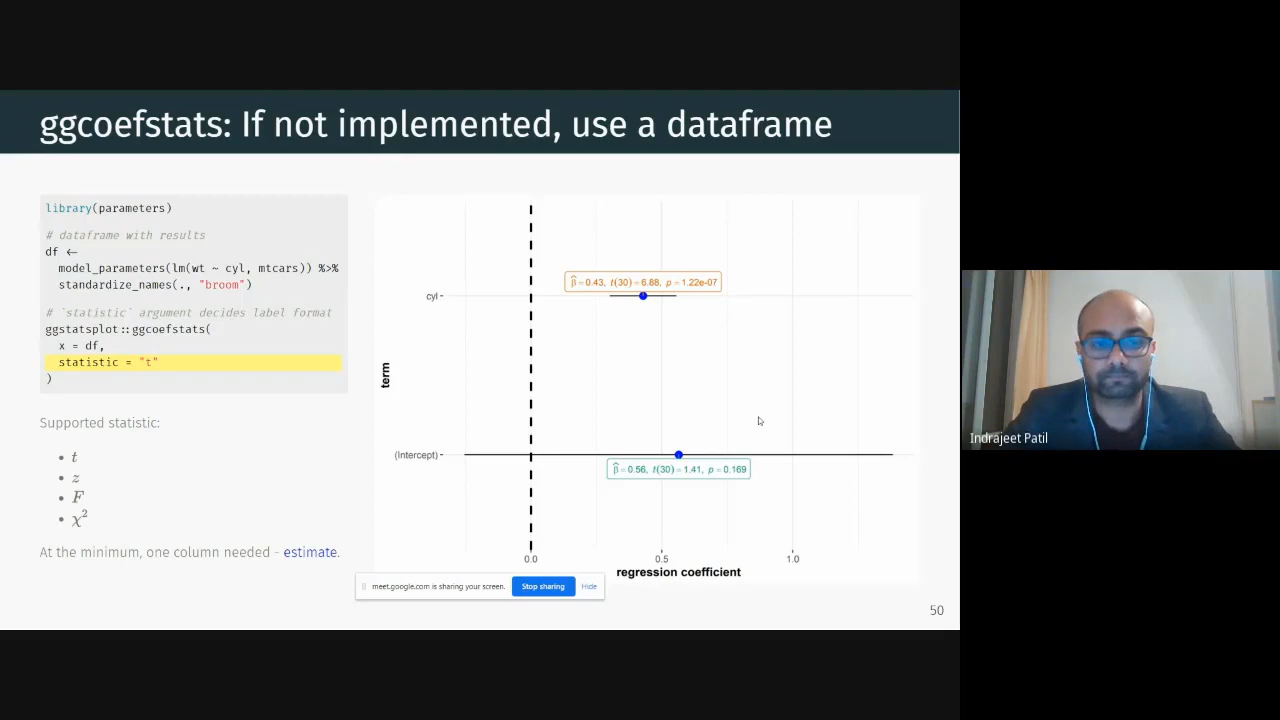 ggcoefstats: If not implemented, use a dataframe
library(parameters)
# dataframe with results
df ←
model_parameters(lm(wt ~ cyl, mtcars)) %>%
standardize_names(., "broom")
# `statistic` argument decides label format
ggstatsplot::ggcoefstats(
x = df,
statistic = "t"
)
Supported statistic:
• t
• z
• F
• χ²
At the minimum, one column needed - estimate.
term
cyl
(Intercept)
β̂ = 0.43, t(30) = 6.88, p = 1.22e-07
β̂ = 0.56, t(30) = 1.41, p = 0.169
0.0 0.5 1.0
regression coefficient
meet.google.com is sharing your screen. Stop sharing Hide
50
Indrajeet Patil